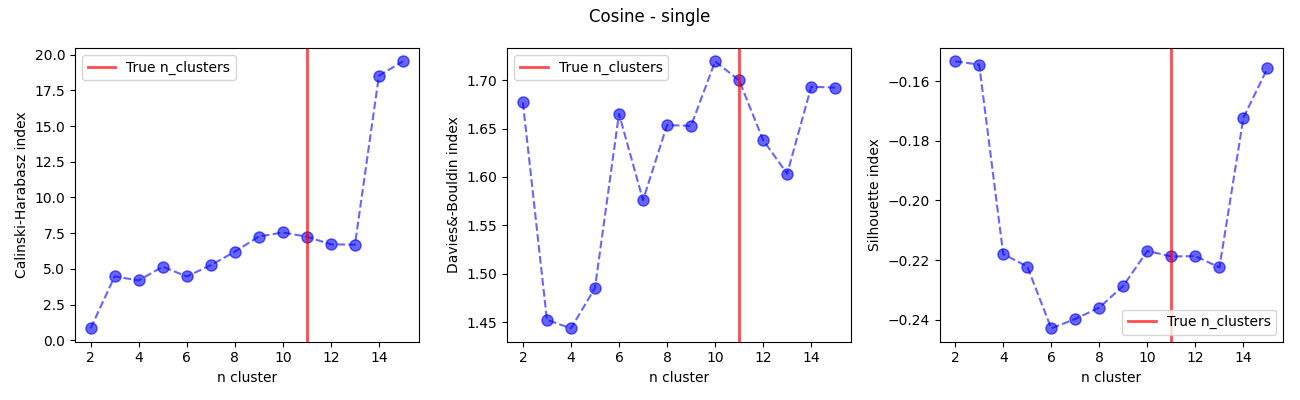 Cosine - single
Calinski-Harabasz index
20.0
17.5
15.0
12.5
10.0
7.5
5.0
2.5
0.0
True n_clusters
2 4 6 8 10 12 14
n cluster
Davies&-Bouldin index
1.70
1.65
1.60
1.55
1.50
1.45
True n_clusters
2 4 6 8 10 12 14
n cluster
Silhouette index
−0.16
−0.18
−0.20
−0.22
−0.24
True n_clusters
2 4 6 8 10 12 14
n cluster